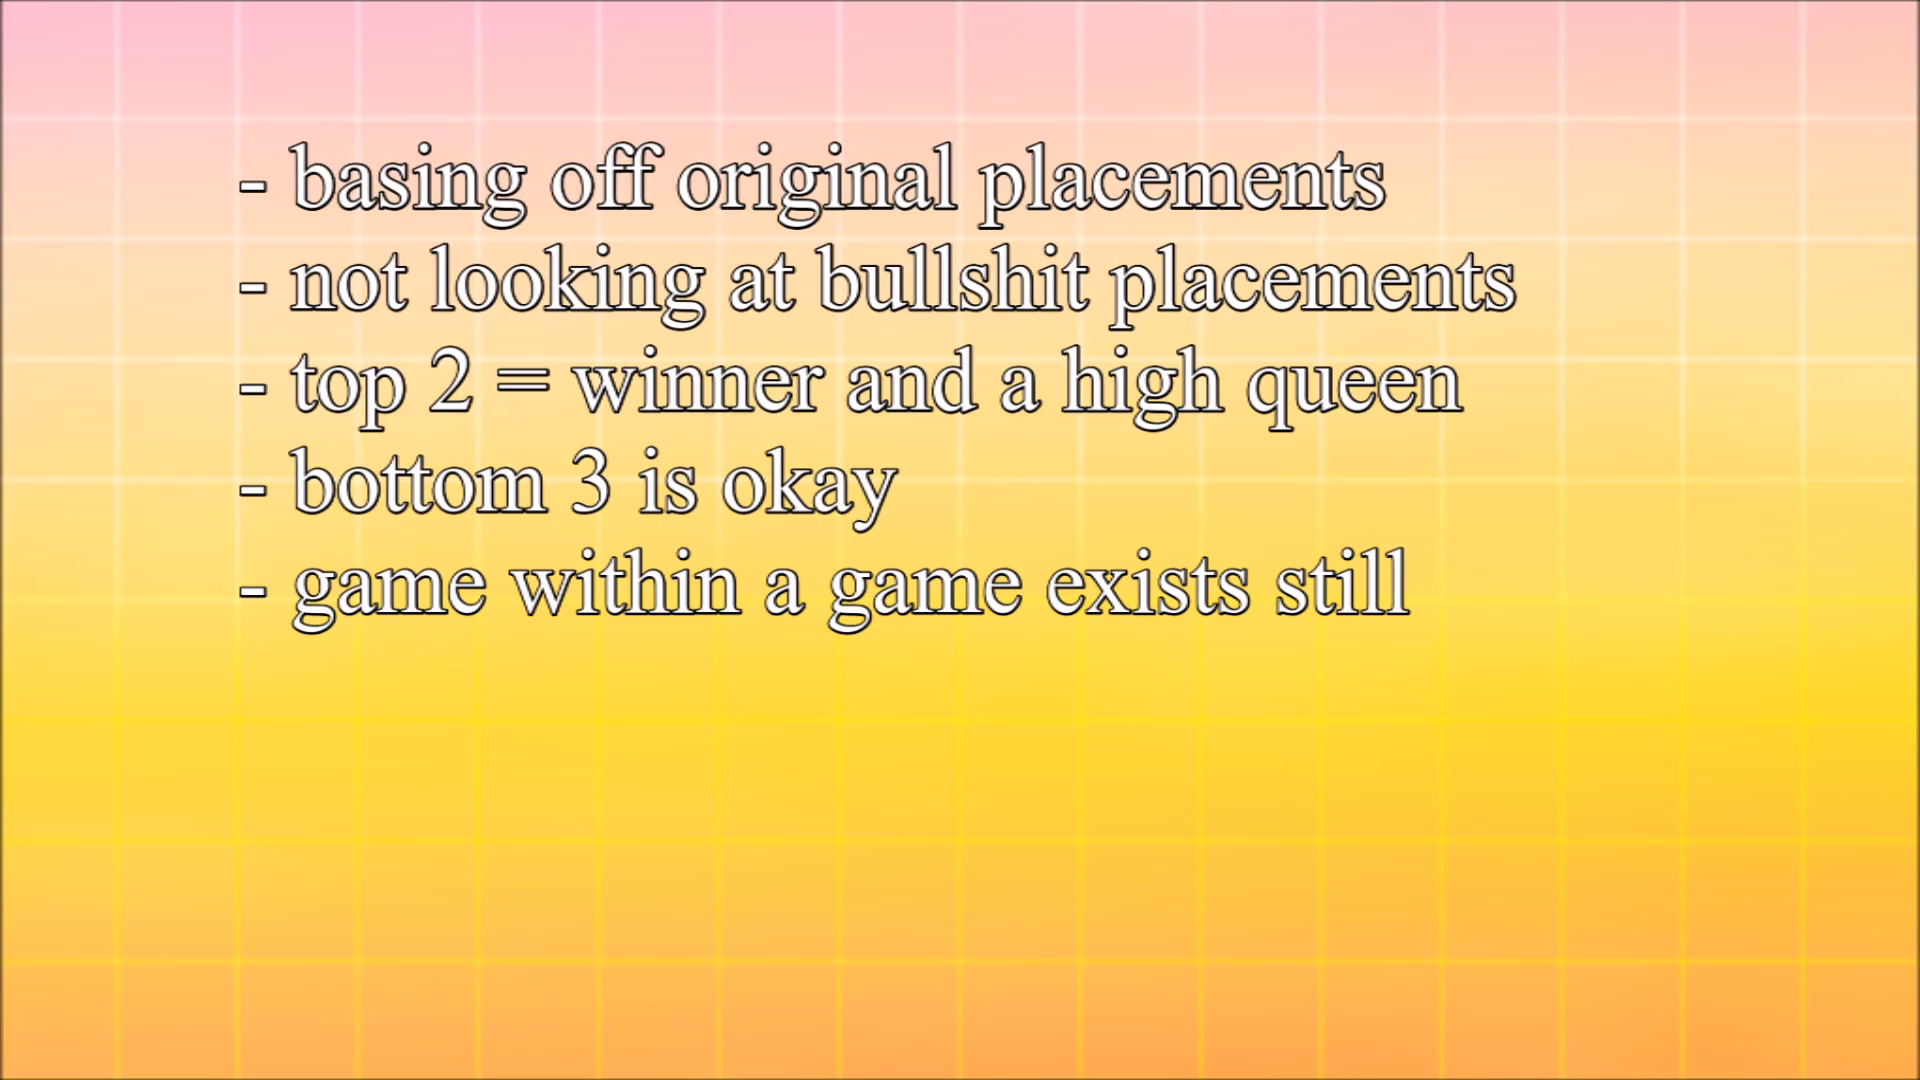 - basing off original placements
- not looking at bullshit placements
- top 2 = winner and a high queen
- bottom 3 is okay
- game within a game exists still